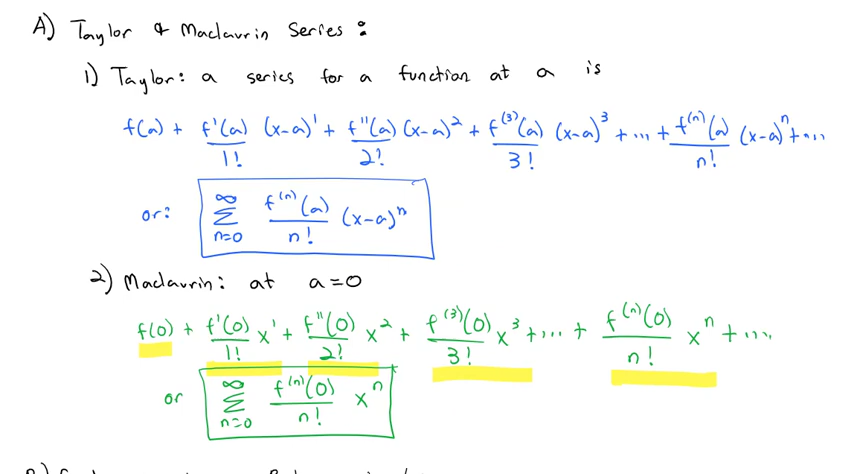 A) Taylor & Maclaurin Series:
1) Taylor: a series for a function at a is
f(a) + f'(a)/1! (x-a)^1 + f''(a)/2! (x-a)^2 + f^(3)(a)/3! (x-a)^3 + ... + f^(n)(a)/n! (x-a)^n + ...
or: ∑_{n=0}^{∞} f^(n)(a)/n! (x-a)^n
2) Maclaurin: at a=0
f(0) + f'(0)/1! x^1 + f''(0)/2! x^2 + f^(3)(0)/3! x^3 + ... + f^(n)(0)/n! x^n + ...
or ∑_{n=0}^{∞} f^(n)(0)/n! x^n